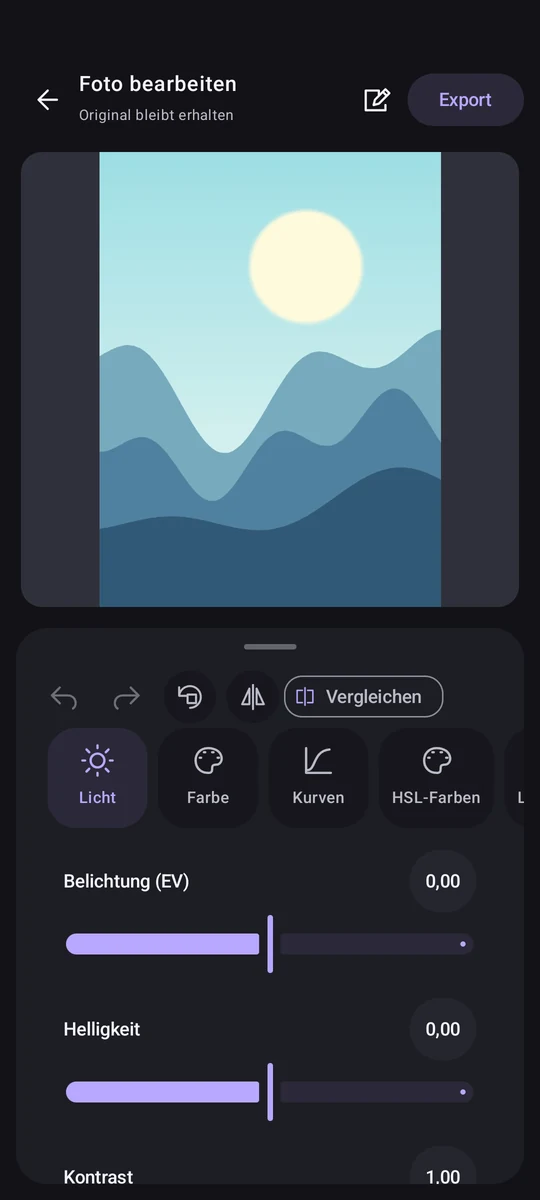 Foto bearbeiten
Original bleibt erhalten
Export
Vergleichen
Licht
Farbe
Kurven
HSL-Farben
L
Belichtung (EV)
0,00
Helligkeit
0,00
Kontrast
1,00